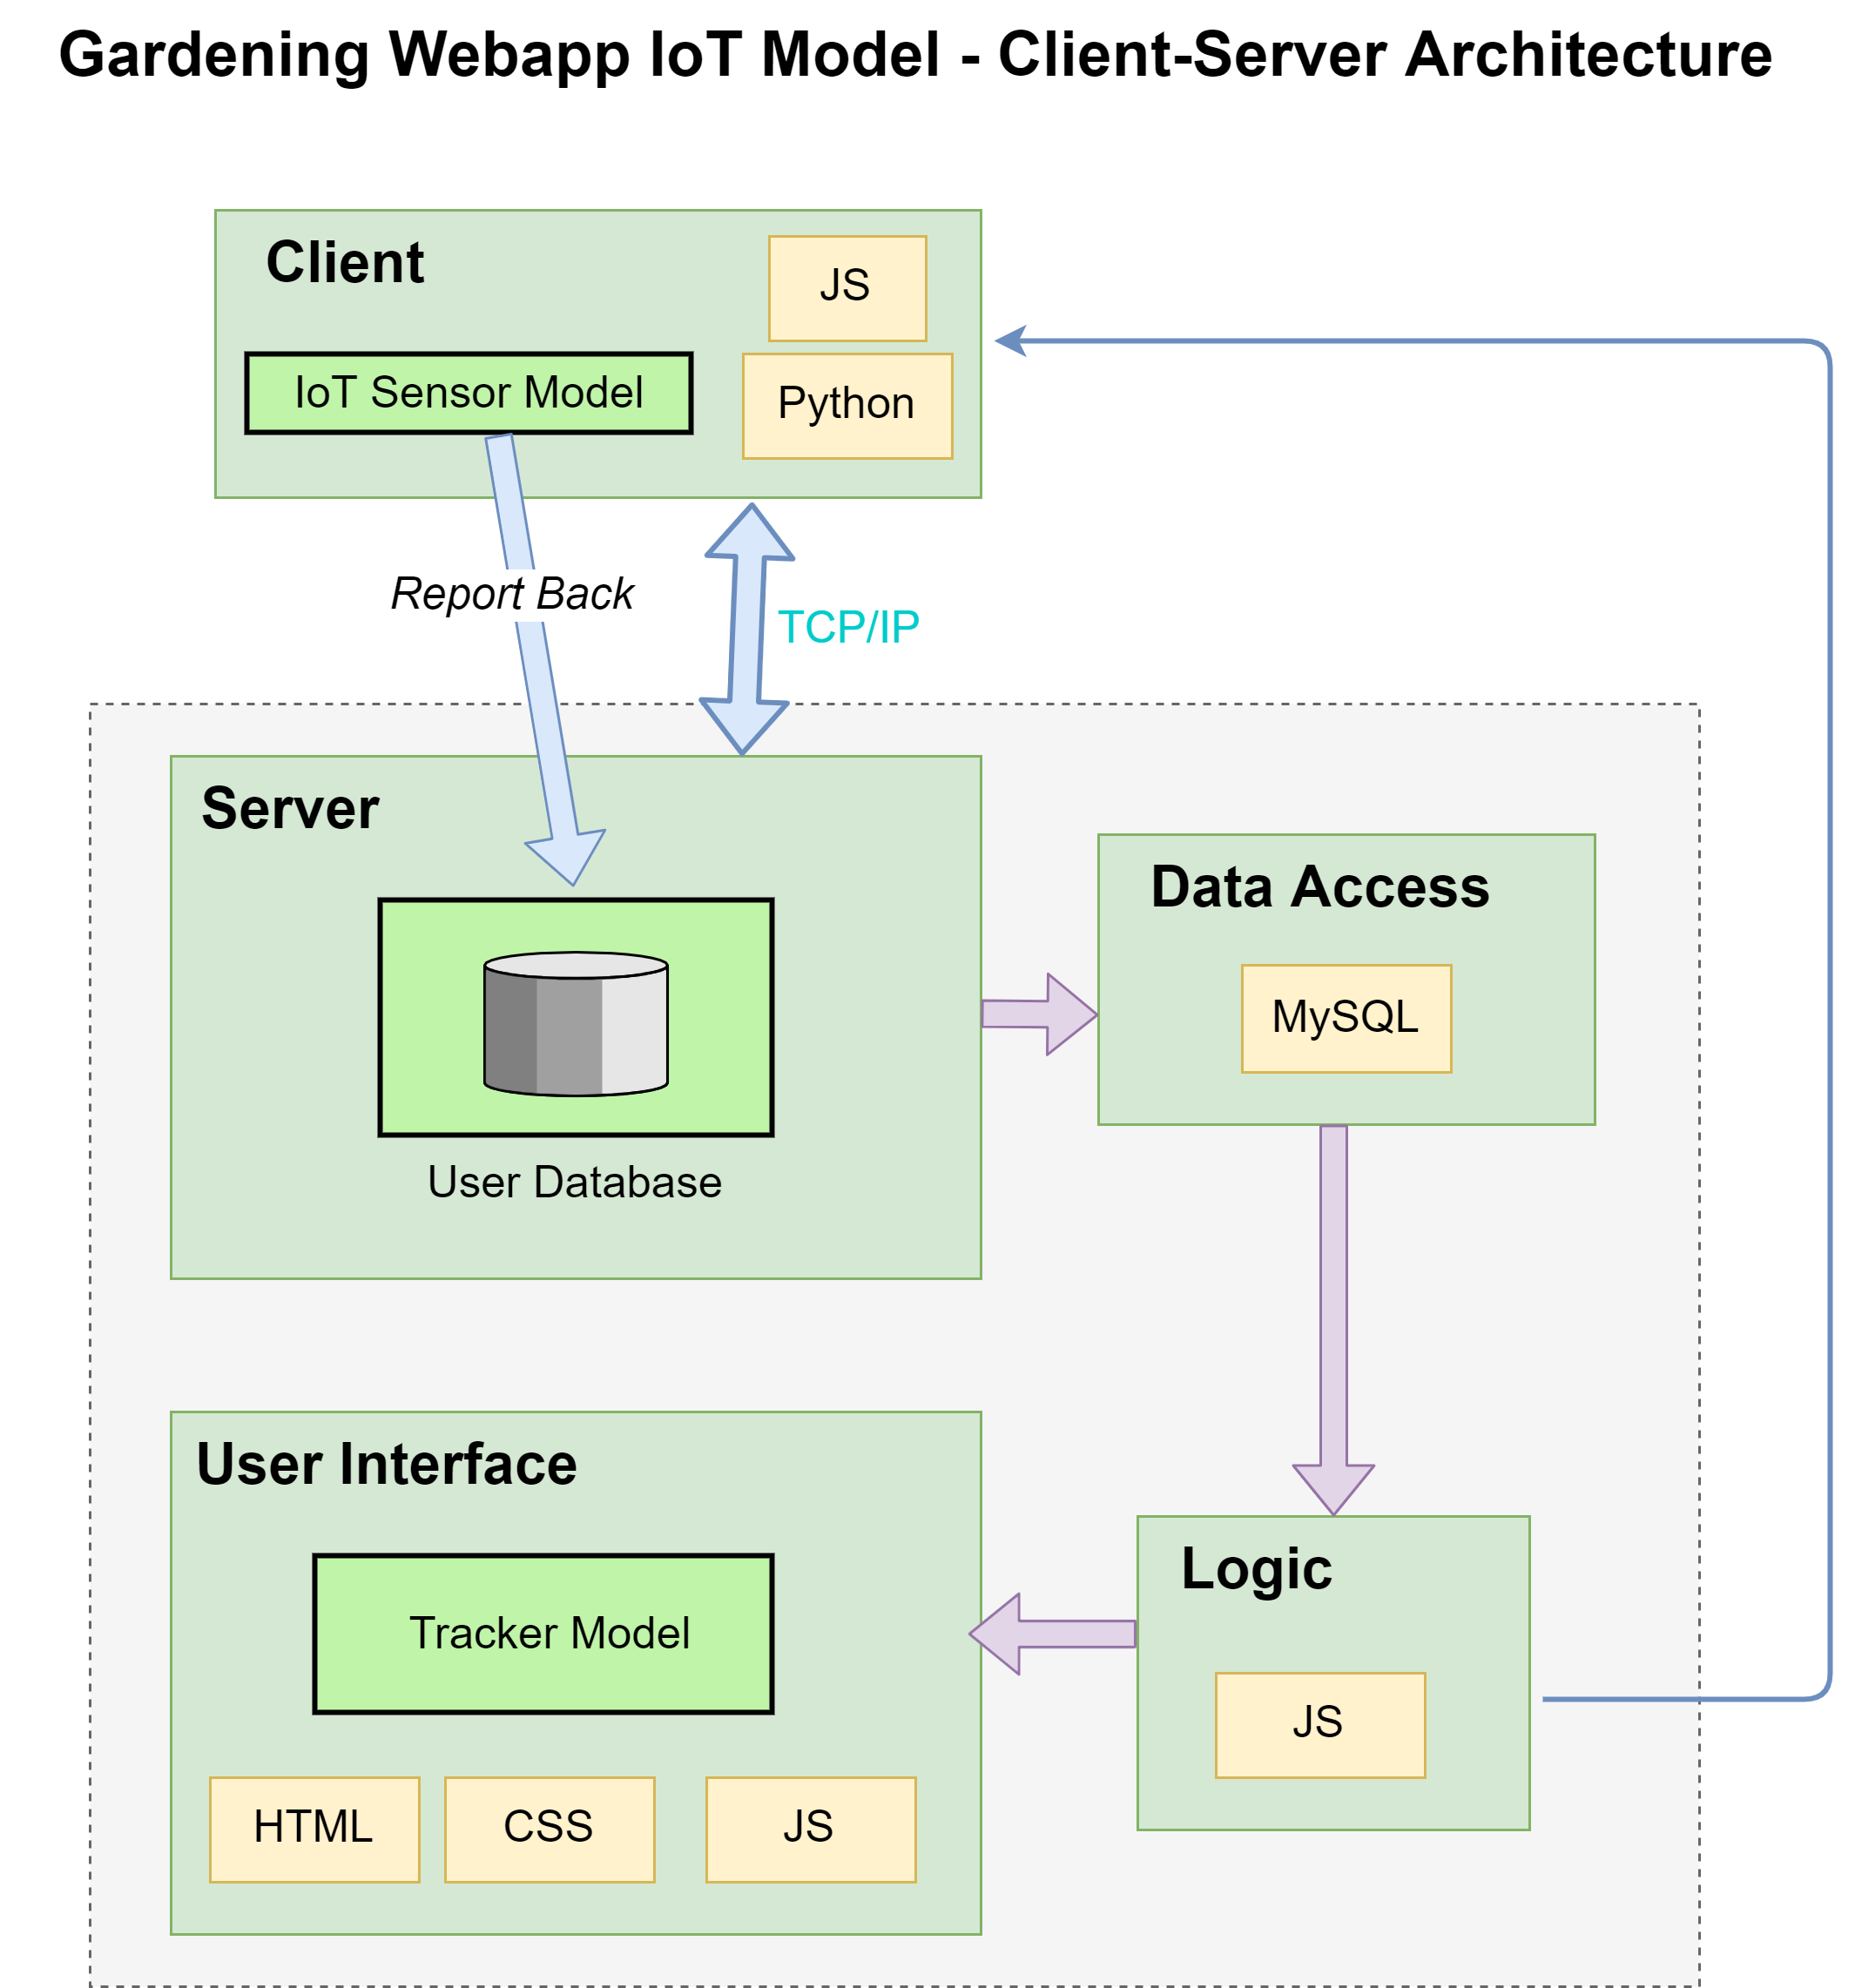 Gardening Webapp IoT Model - Client-Server Architecture
Client
JS
IoT Sensor Model
Python
Report Back
TCP/IP
Server
Data Access
MySQL
User Database
User Interface
Logic
Tracker Model
JS
HTML
CSS
JS